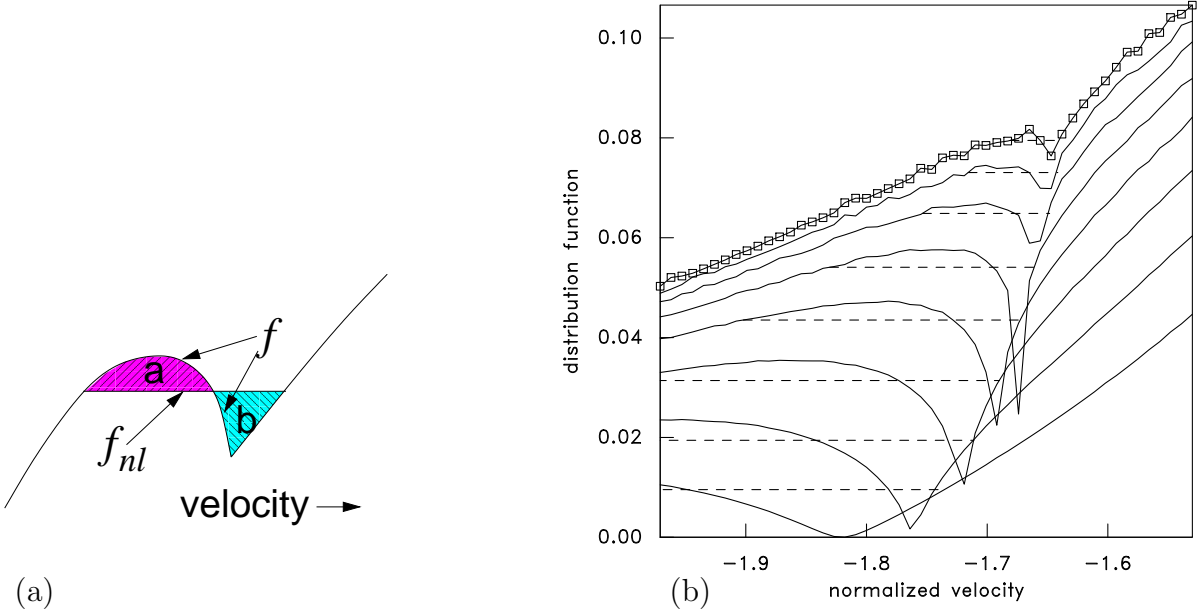 f
a
b
f_nl
velocity
(a)
distribution function
0.10
0.08
0.06
0.04
0.02
0.00
−1.9 −1.8 −1.7 −1.6
normalized velocity
(b)